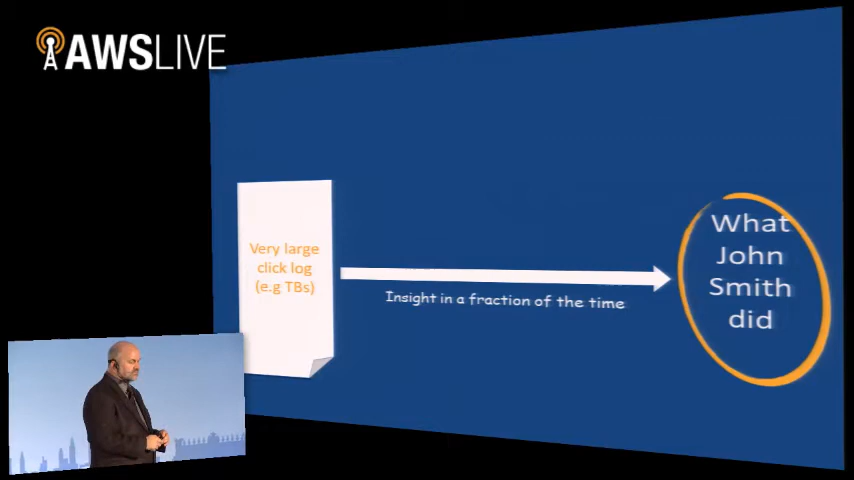 AWSLIVE
Very large
click log
(e.g TBs)
Insight in a fraction of the time
What
John
Smith
did